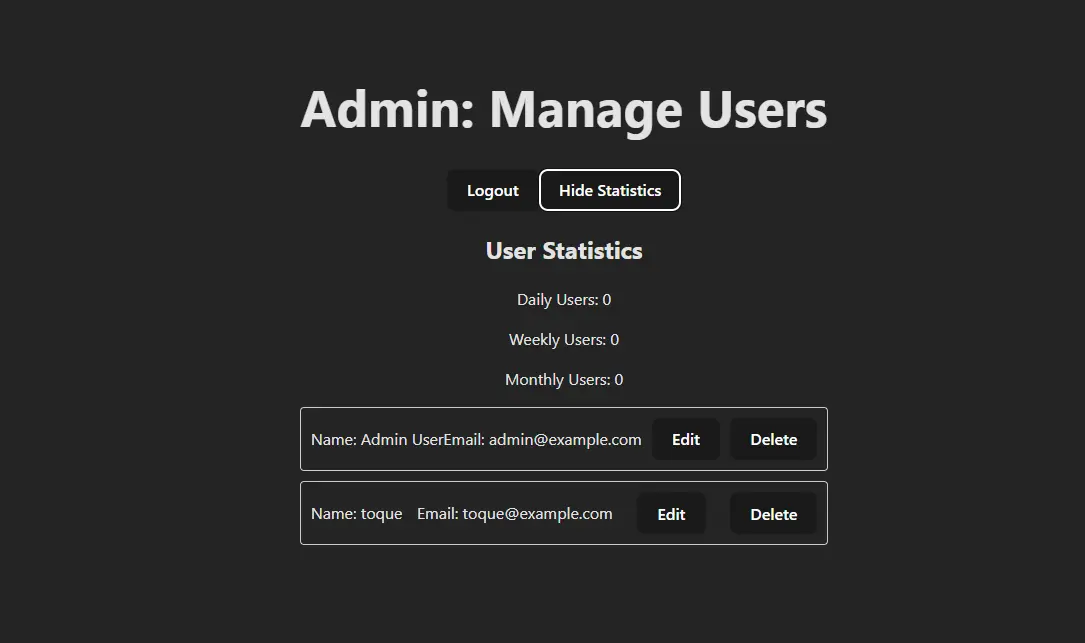 Admin: Manage Users
Logout Hide Statistics
User Statistics
Daily Users: 0
Weekly Users: 0
Monthly Users: 0
Name: Admin UserEmail: admin@example.com Edit Delete
Name: toque Email: toque@example.com Edit Delete